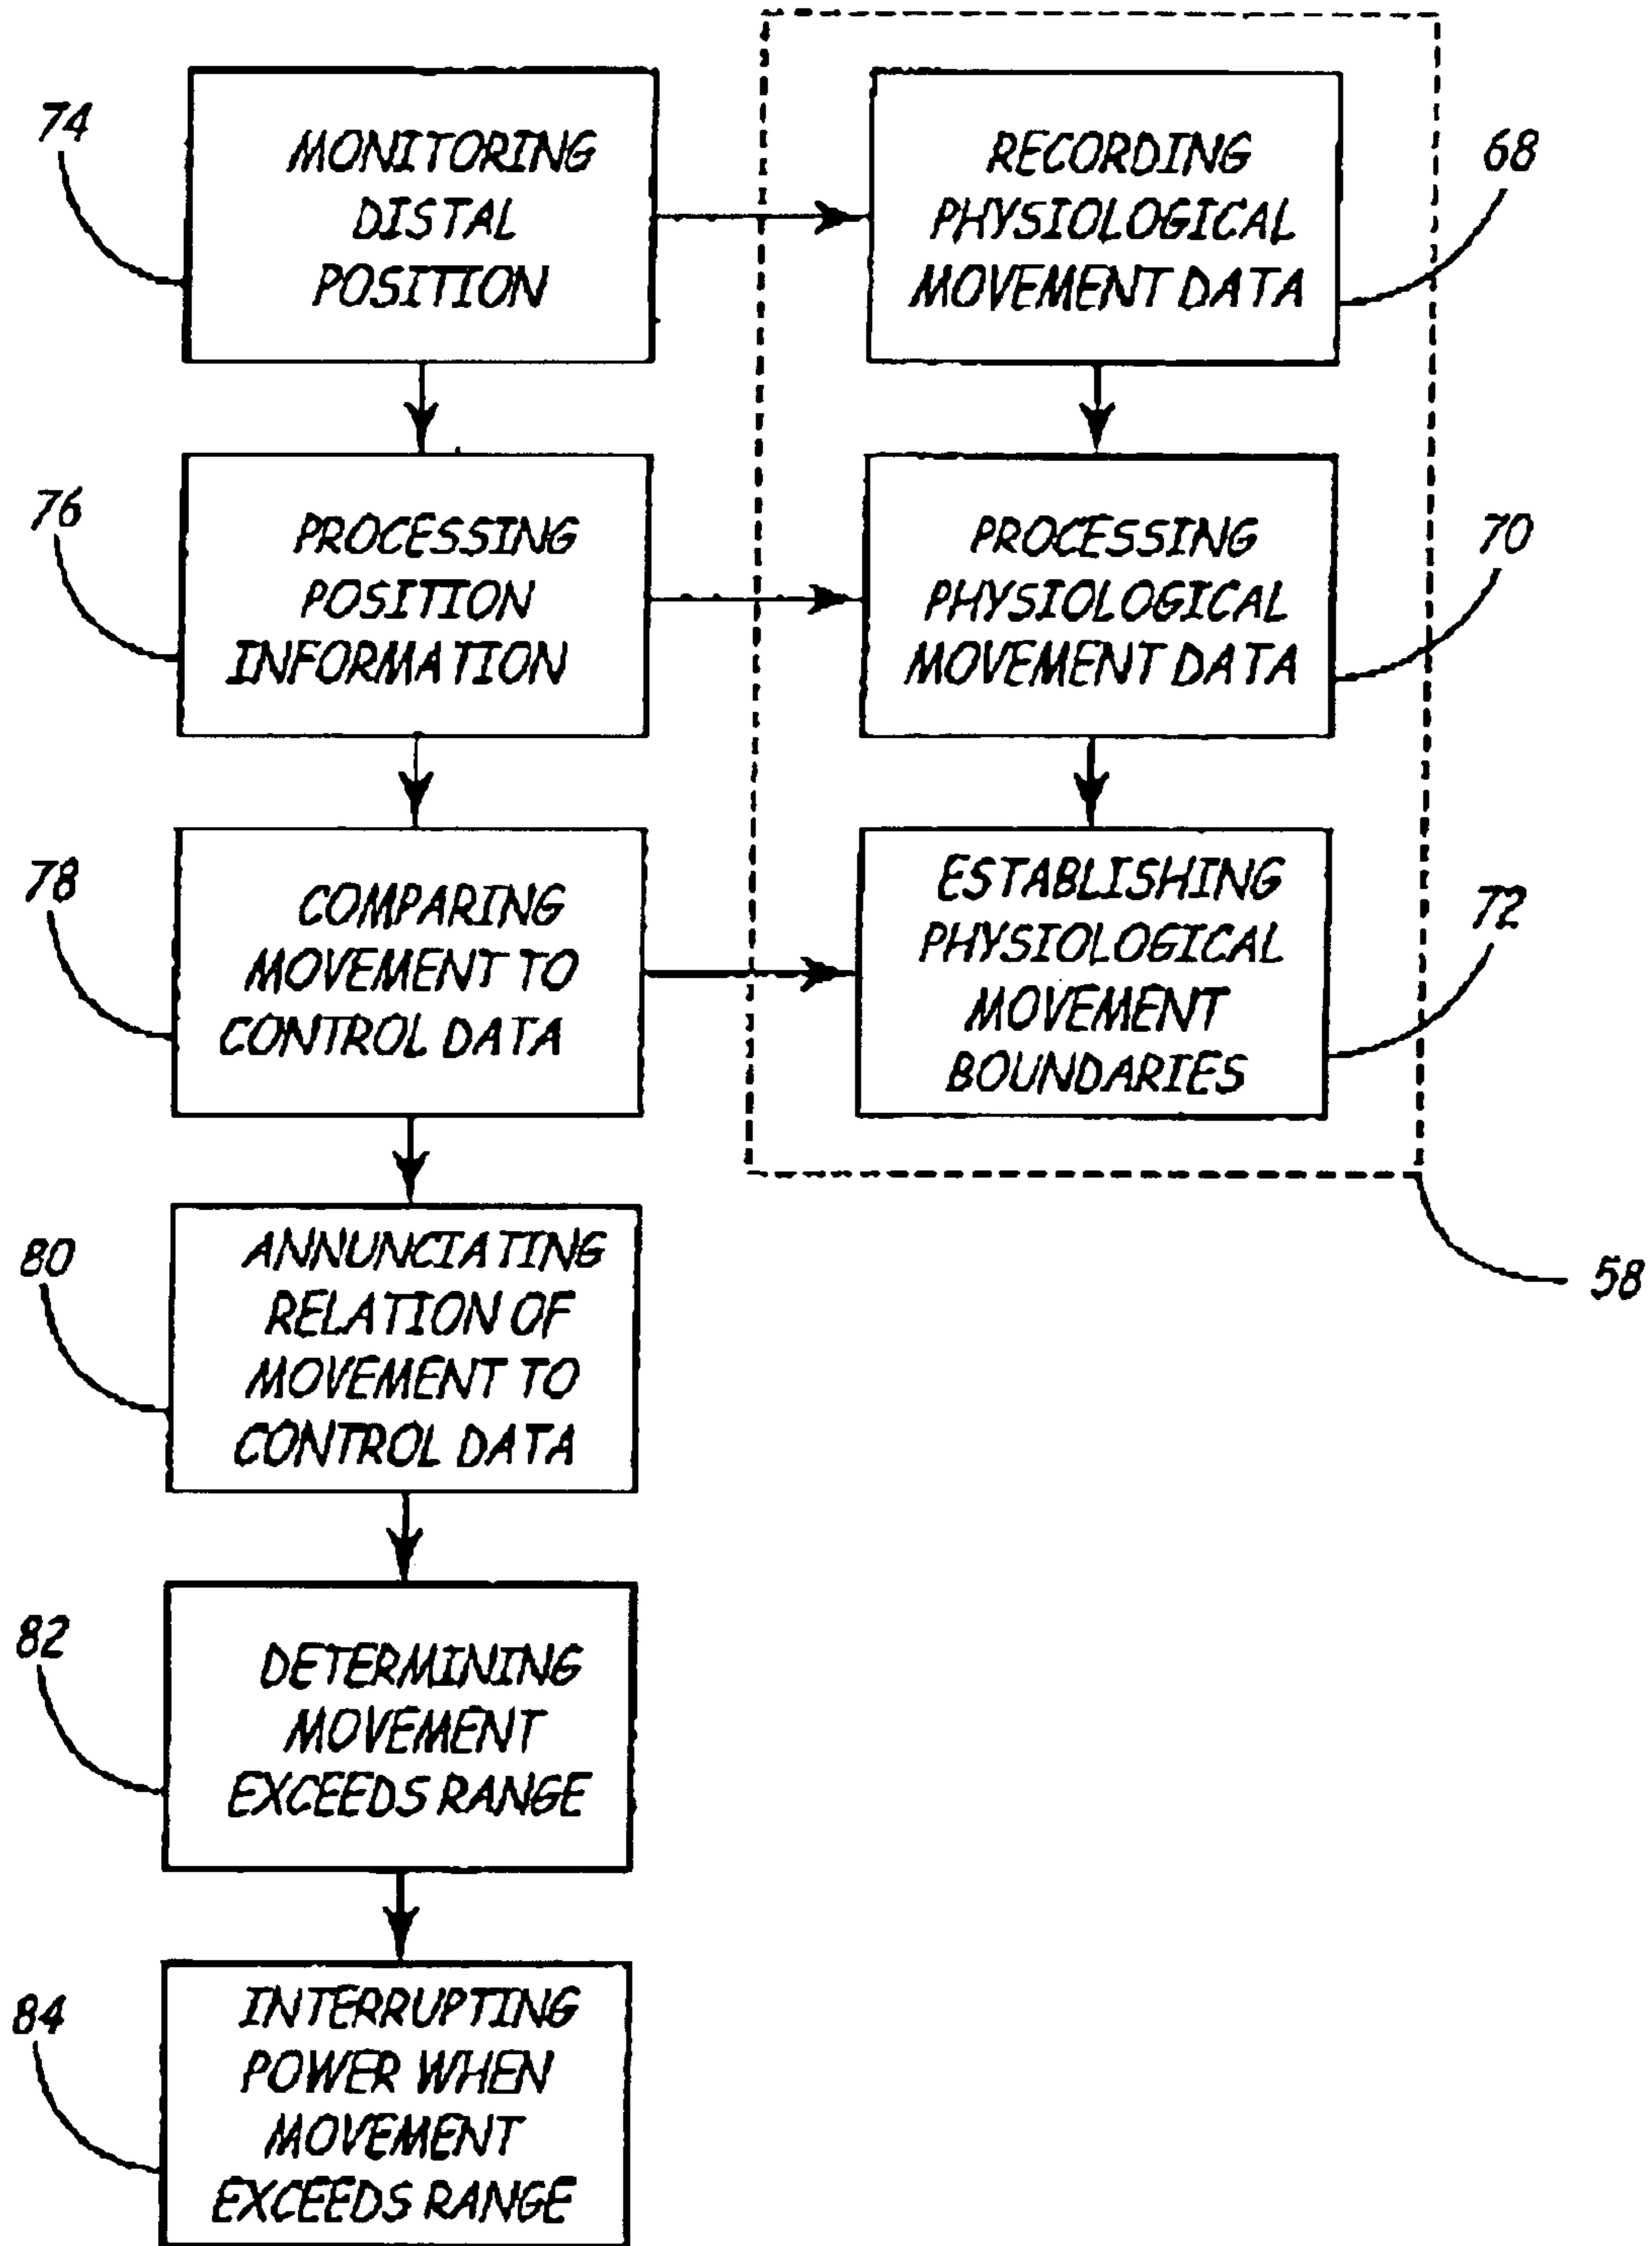 74
MONITORING
DISTAL
POSITION
RECORDING
PHYSIOLOGICAL
MOVEMENT DATA
68
76
PROCESSING
POSITION
INFORMATION
PROCESSING
PHYSIOLOGICAL
MOVEMENT DATA
70
78
COMPARING
MOVEMENT TO
CONTROL DATA
ESTABLISHING
PHYSIOLOGICAL
MOVEMENT
BOUNDARIES
72
80
ANNUNCIATING
RELATION OF
MOVEMENT TO
CONTROL DATA
58
82
DETERMINING
MOVEMENT
EXCEEDS RANGE
84
INTERRUPTING
POWER WHEN
MOVEMENT
EXCEEDS RANGE